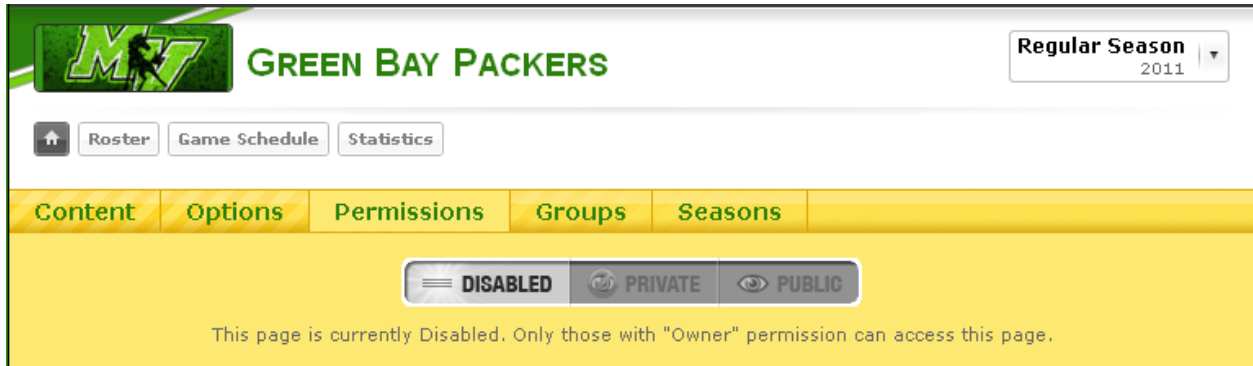 MV
GREEN BAY PACKERS
Regular Season
2011
Roster
Game Schedule
Statistics
Content
Options
Permissions
Groups
Seasons
DISABLED
PRIVATE
PUBLIC
This page is currently Disabled. Only those with "Owner" permission can access this page.